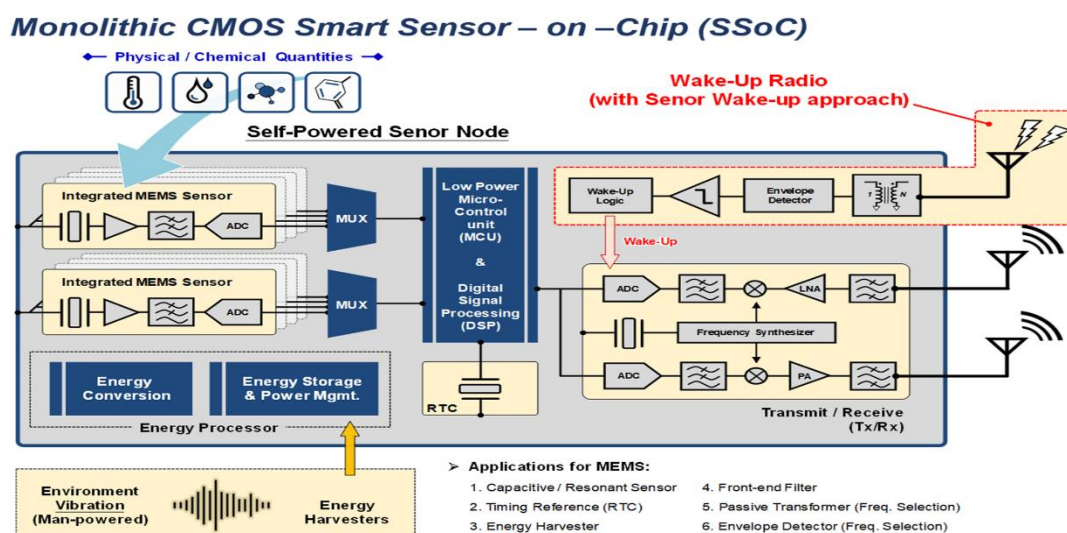 Monolithic CMOS Smart Sensor – on –Chip (SSoC)
Physical / Chemical Quantities
Wake-Up Radio
(with Senor Wake-up approach)
Self-Powered Senor Node
Integrated MEMS Sensor
ADC
MUX
Integrated MEMS Sensor
ADC
MUX
Low Power
Micro-
Control
unit
(MCU)
&
Digital
Signal
Processing
(DSP)
Wake-Up
Logic
Envelope
Detector
1
N
Wake-Up
ADC
LNA
Frequency Synthesizer
ADC
PA
Transmit / Receive
(Tx/Rx)
RTC
Energy
Conversion
Energy Storage
& Power Mgmt.
Energy Processor
Environment
Vibration
(Man-powered)
Energy
Harvesters
➢ Applications for MEMS:
1. Capacitive / Resonant Sensor
2. Timing Reference (RTC)
3. Energy Harvester
4. Front-end Filter
5. Passive Transformer (Freq. Selection)
6. Envelope Detector (Freq. Selection)